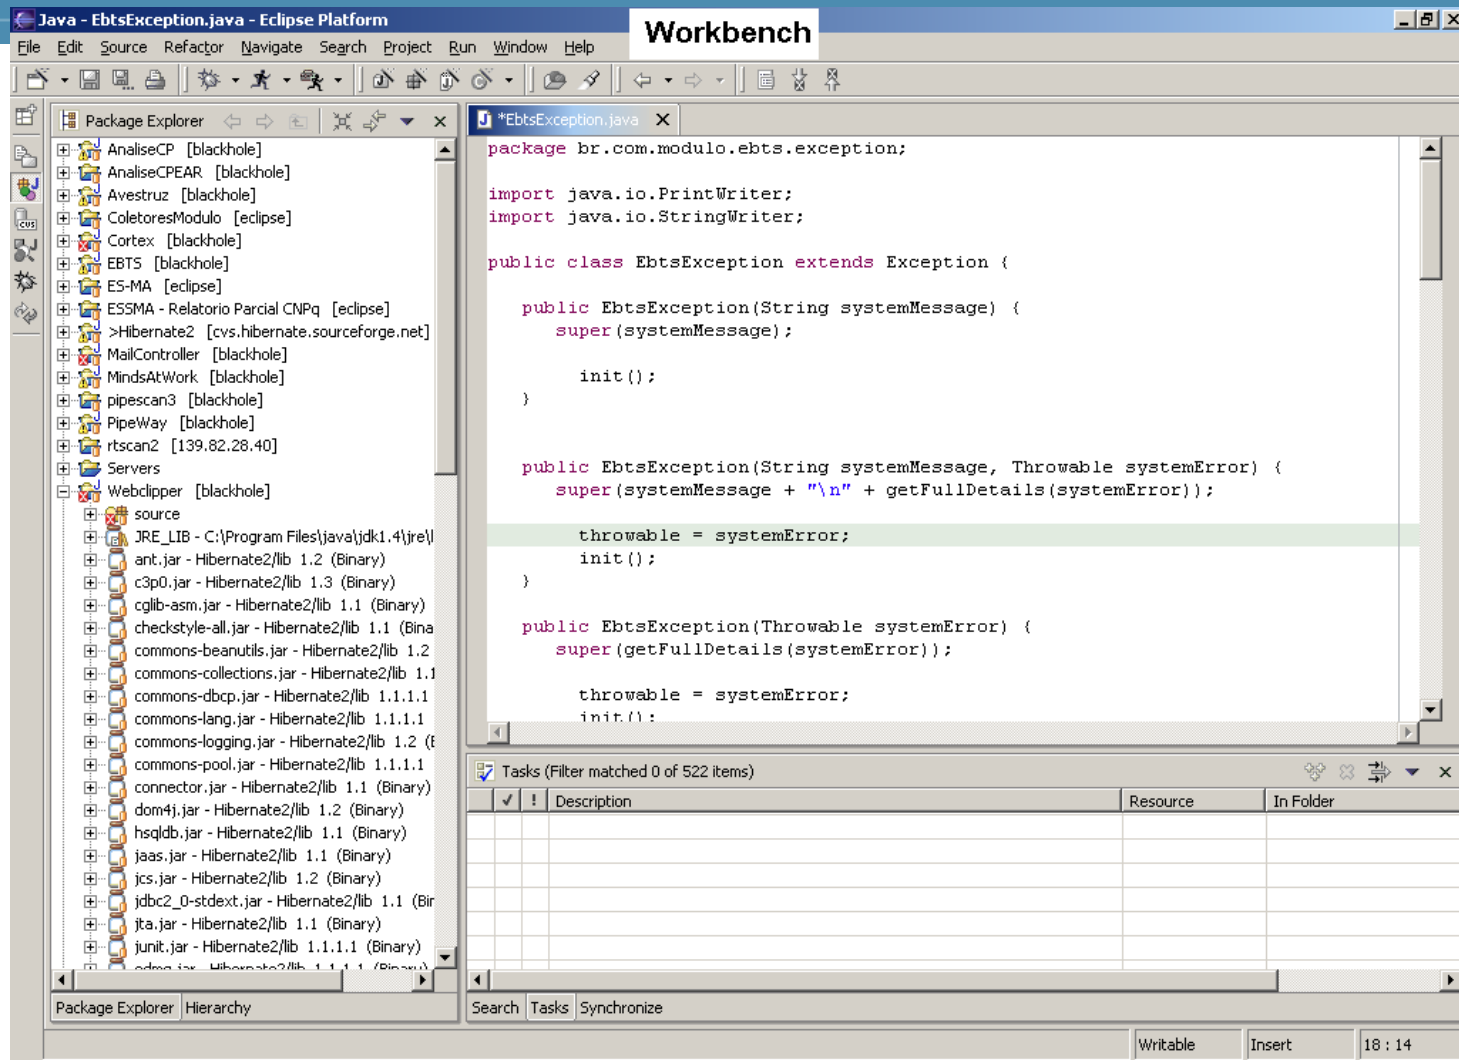 Java - EbtsException.java - Eclipse Platform
Workbench
File Edit Source Refactor Navigate Search Project Run Window Help
Package Explorer
AnaliseCP [blackhole]
AnaliseCPEAR [blackhole]
Avestruz [blackhole]
ColetoresModulo [eclipse]
Cortex [blackhole]
EBTS [blackhole]
ES-MA [eclipse]
ESSMA - Relatorio Parcial CNPq [eclipse]
>Hibernate2 [cvs.hibernate.sourceforge.net]
MailController [blackhole]
MindsAtWork [blackhole]
pipescan3 [blackhole]
PipeWay [blackhole]
rtscan2 [139.82.28.40]
Servers
Webclipper [blackhole]
source
JRE_LIB - C:\Program Files\java\jdk1.4\jre\l
ant.jar - Hibernate2/lib 1.2 (Binary)
c3p0.jar - Hibernate2/lib 1.3 (Binary)
cglib-asm.jar - Hibernate2/lib 1.1 (Binary)
checkstyle-all.jar - Hibernate2/lib 1.1 (Bina
commons-beanutils.jar - Hibernate2/lib 1.2
commons-collections.jar - Hibernate2/lib 1.1
commons-dbcp.jar - Hibernate2/lib 1.1.1.1
commons-lang.jar - Hibernate2/lib 1.1.1.1
commons-logging.jar - Hibernate2/lib 1.2 (B
commons-pool.jar - Hibernate2/lib 1.1.1.1
connector.jar - Hibernate2/lib 1.1 (Binary)
dom4j.jar - Hibernate2/lib 1.2 (Binary)
hsqldb.jar - Hibernate2/lib 1.1 (Binary)
jaas.jar - Hibernate2/lib 1.1 (Binary)
jcs.jar - Hibernate2/lib 1.2 (Binary)
jdbc2_0-stdext.jar - Hibernate2/lib 1.1 (Bir
jta.jar - Hibernate2/lib 1.1 (Binary)
junit.jar - Hibernate2/lib 1.1.1.1 (Binary)
odmg.jar - Hibernate2/lib 1.1.1.1 (Binary)
Package Explorer Hierarchy
*EbtsException.java
package br.com.modulo.ebts.exception;
import java.io.PrintWriter;
import java.io.StringWriter;
public class EbtsException extends Exception {
public EbtsException(String systemMessage) {
super(systemMessage);
init();
}
public EbtsException(String systemMessage, Throwable systemError) {
super(systemMessage + "\n" + getFullDetails(systemError));
throwable = systemError;
init();
}
public EbtsException(Throwable systemError) {
super(getFullDetails(systemError));
throwable = systemError;
init();
Tasks (Filter matched 0 of 522 items)
! Description Resource In Folder
Search Tasks Synchronize
Writable Insert 18 : 14
cvs